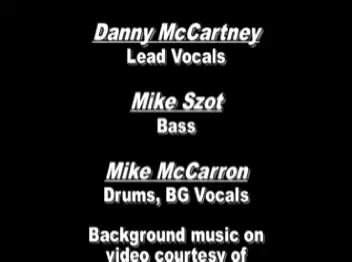 Danny McCartney
Lead Vocals
Mike Szot
Bass
Mike McCarron
Drums, BG Vocals
Background music on
video courtesy of